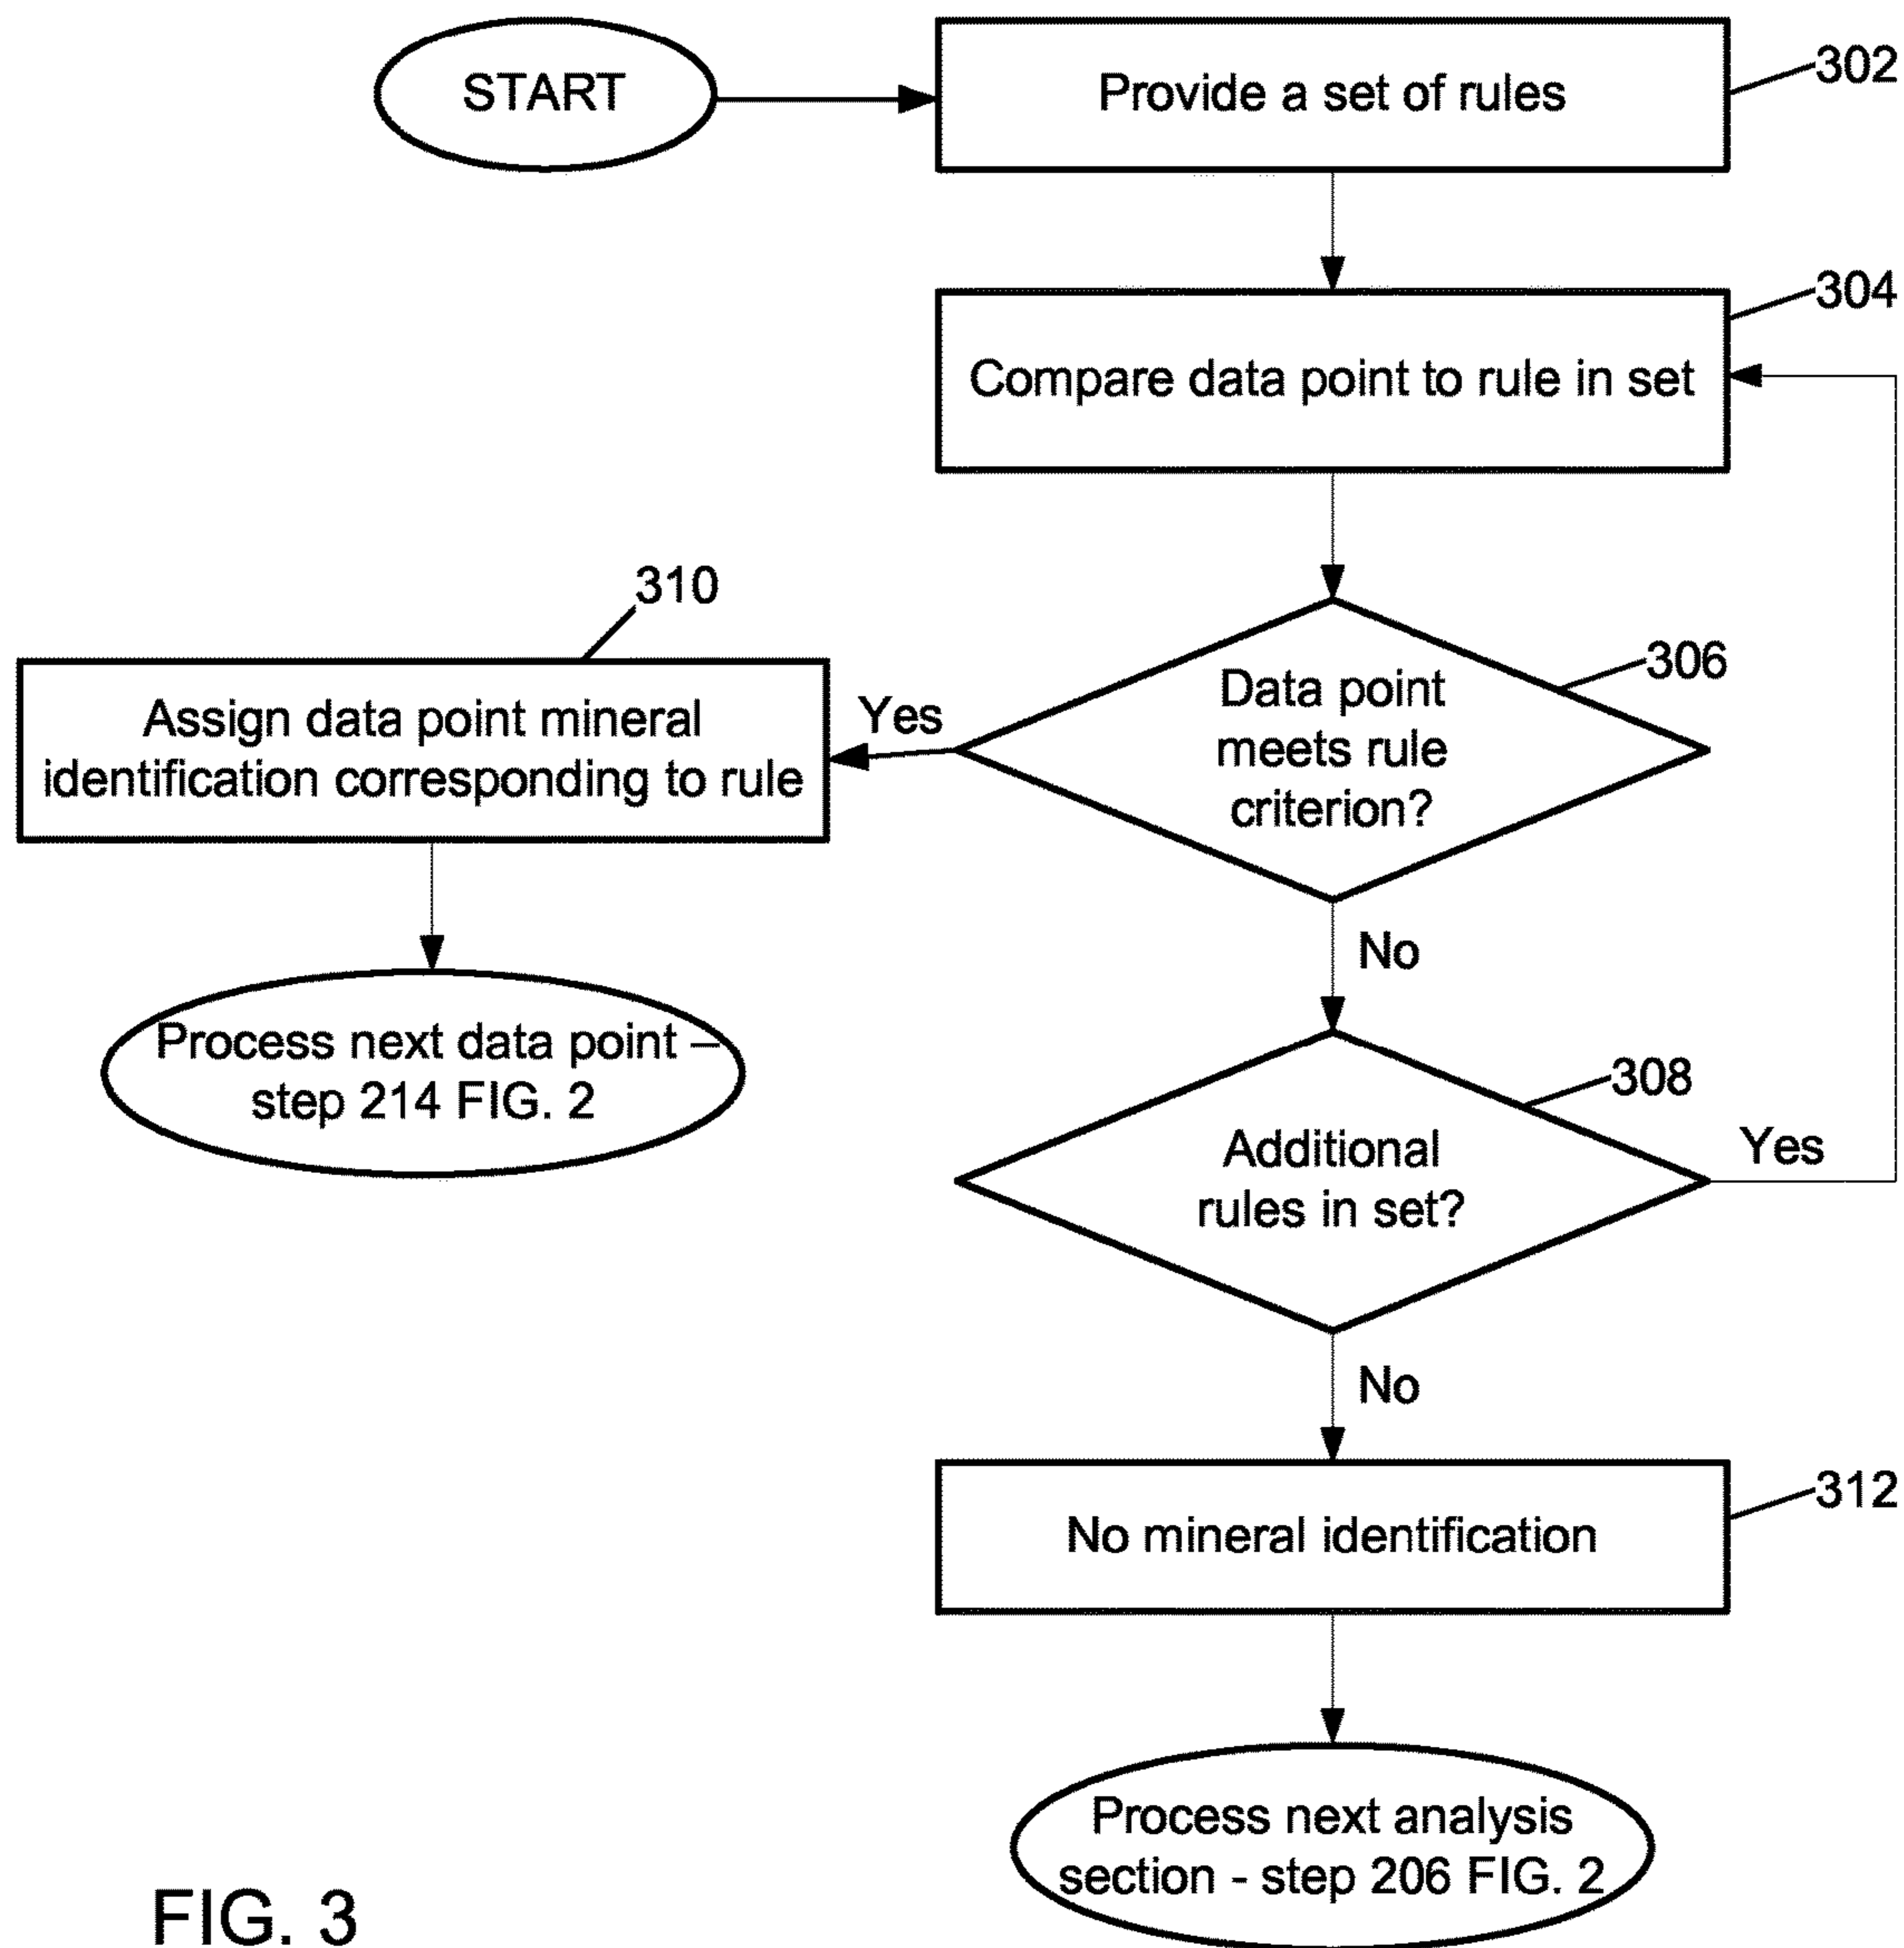 START
Provide a set of rules
302
304
Compare data point to rule in set
310
306
Data point
meets rule
criterion?
Yes
Assign data point mineral
identification corresponding to rule
No
Process next data point –
step 214 FIG. 2
308
Additional
rules in set?
Yes
No
312
No mineral identification
Process next analysis
section - step 206 FIG. 2
FIG. 3